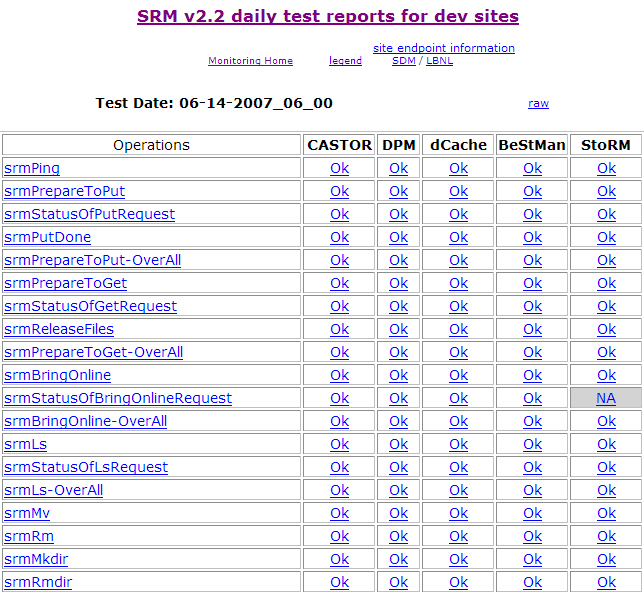 SRM v2.2 daily test reports for dev sites
site endpoint information
Monitoring Home legend SDM / LBNL
Test Date: 06-14-2007_06_00 raw
Operations CASTOR DPM dCache BeStMan StoRM
srmPing Ok Ok Ok Ok Ok
srmPrepareToPut Ok Ok Ok Ok Ok
srmStatusOfPutRequest Ok Ok Ok Ok Ok
srmPutDone Ok Ok Ok Ok Ok
srmPrepareToPut-OverAll Ok Ok Ok Ok Ok
srmPrepareToGet Ok Ok Ok Ok Ok
srmStatusOfGetRequest Ok Ok Ok Ok Ok
srmReleaseFiles Ok Ok Ok Ok Ok
srmPrepareToGet-OverAll Ok Ok Ok Ok Ok
srmBringOnline Ok Ok Ok Ok Ok
srmStatusOfBringOnlineRequest Ok Ok Ok Ok NA
srmBringOnline-OverAll Ok Ok Ok Ok Ok
srmLs Ok Ok Ok Ok Ok
srmStatusOfLsRequest Ok Ok Ok Ok Ok
srmLs-OverAll Ok Ok Ok Ok Ok
srmMv Ok Ok Ok Ok Ok
srmRm Ok Ok Ok Ok Ok
srmMkdir Ok Ok Ok Ok Ok
srmRmdir Ok Ok Ok Ok Ok